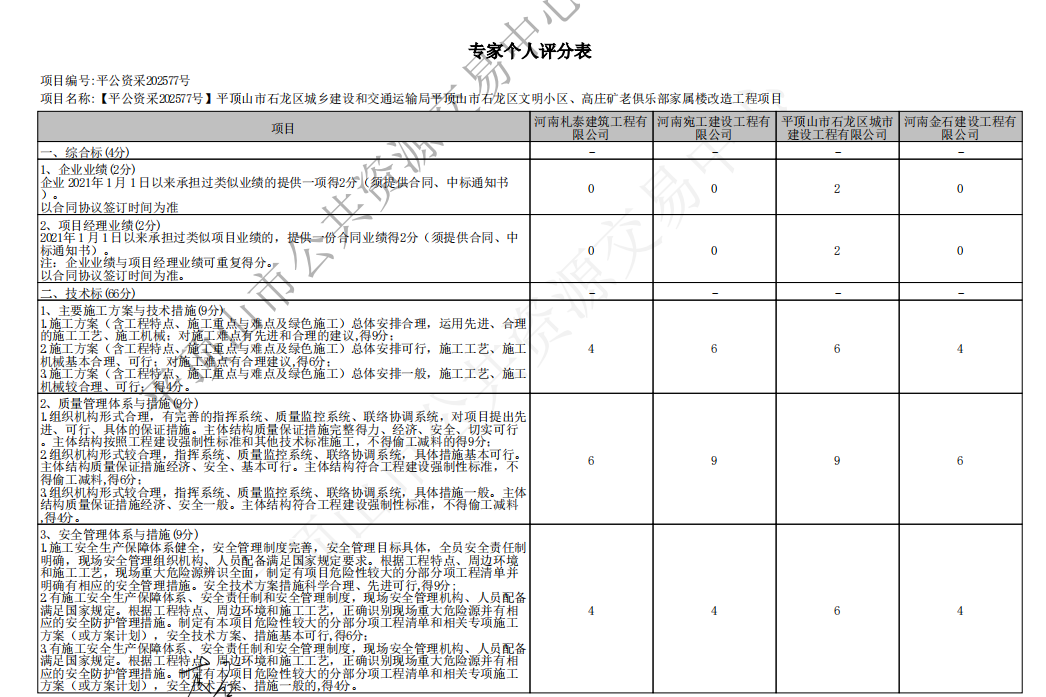 专家个人评分表
项目编号:平公资采202577号
项目名称:【平公资采202577号】平顶山市石龙区城乡建设和交通运输局平顶山市石龙区文明小区、高庄矿老俱乐部家属楼改造工程项目
项目 河南札泰建筑工程有限公司 河南宛工建设工程有限公司 平顶山市石龙区城市建设工程有限公司 河南金石建设工程有限公司
一、综合标(4分) - - - -
1、企业业绩(2分)
企业 2021年 1 月 1 日以来承担过类似业绩的提供一项得2分（须提供合同、中标通知书
）。
以合同协议签订时间为准
0 0 2 0
2、项目经理业绩(2分)
2021年 1 月 1 日以来承担过类似项目业绩的，提供一份合同业绩得2分（须提供合同、中
标通知书）。
注：企业业绩与项目经理业绩可重复得分。
以合同协议签订时间为准。
0 0 2 0
二、技术标(66分) - - - -
1、主要施工方案与技术措施(9分)
1.施工方案（含工程特点、施工重点与难点及绿色施工）总体安排合理，运用先进、合理
的施工工艺、施工机械；对施工难点有先进和合理的建议,得9分；
2.施工方案（含工程特点、施工重点与难点及绿色施工）总体安排可行，施工工艺、施工
机械基本合理、可行；对施工难点有合理建议,得6分；
3.施工方案（含工程特点、施工重点与难点及绿色施工）总体安排一般，施工工艺、施工
机械较合理、可行；得4分。
4 6 6 4
2、质量管理体系与措施(9分)
1.组织机构形式合理，有完善的指挥系统、质量监控系统、联络协调系统，对项目提出先
进、可行、具体的保证措施。主体结构质量保证措施完整得力、经济、安全、切实可行
。主体结构按照工程建设强制性标准和其他技术标准施工，不得偷工减料的得9分；
2.组织机构形式较合理，指挥系统、质量监控系统、联络协调系统，具体措施基本可行。
主体结构质量保证措施经济、安全、基本可行。主体结构符合工程建设强制性标准，不
得偷工减料,得6分；
3.组织机构形式较合理，指挥系统、质量监控系统、联络协调系统，具体措施一般。主体
结构质量保证措施经济、安全一般。主体结构符合工程建设强制性标准，不得偷工减料
,得4分。
6 9 9 6
3、安全管理体系与措施(9分)
1.施工安全生产保障体系健全，安全管理制度完善，安全管理目标具体，全员安全责任制
明确，现场安全管理组织机构、人员配备满足国家规定要求。根据工程特点、周边环境
和施工工艺，现场重大危险源辨识全面，制定有项目危险性较大的分部分项工程清单并
明确有相应的安全管理措施。安全技术方案措施科学合理、先进可行,得9分；
2.有施工安全生产保障体系、安全责任制和安全管理制度，现场安全管理机构、人员配备
满足国家规定。根据工程特点、周边环境和施工工艺，正确识别现场重大危险源并有相
应的安全防护管理措施。制定有本项目危险性较大的分部分项工程清单和相关专项施工
方案（或方案计划），安全技术方案、措施基本可行,得6分；
3.有施工安全生产保障体系、安全责任制和安全管理制度，现场安全管理机构、人员配备
满足国家规定。根据工程特点、周边环境和施工工艺，正确识别现场重大危险源并有相
应的安全防护管理措施。制定有本项目危险性较大的分部分项工程清单和相关专项施工
方案（或方案计划），安全技术方案、措施一般的,得4分。
4 4 6 4
平顶山市公共资源交易中心